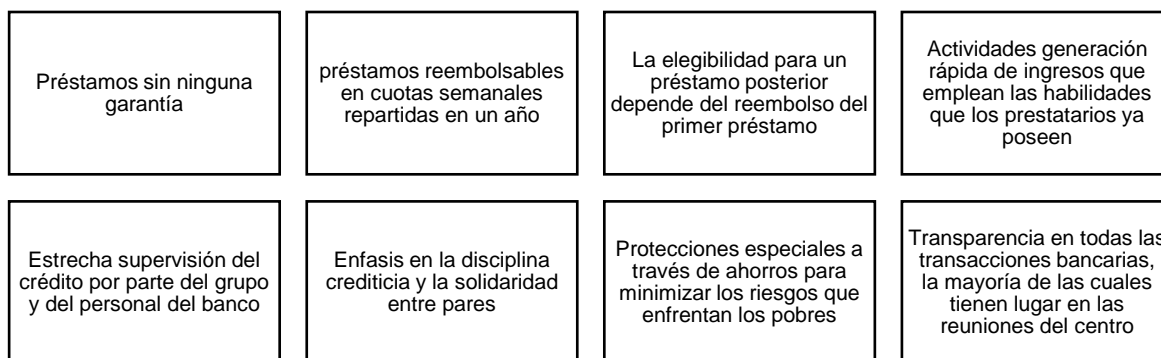 Préstamos sin ninguna
garantía
préstamos reembolsables
en cuotas semanales
repartidas en un año
La elegibilidad para un
préstamo posterior
depende del reembolso del
primer préstamo
Actividades generación
rápida de ingresos que
emplean las habilidades
que los prestatarios ya
poseen
Estrecha supervisión del
crédito por parte del grupo
y del personal del banco
Enfasis en la disciplina
crediticia y la solidaridad
entre pares
Protecciones especiales a
través de ahorros para
minimizar los riesgos que
enfrentan los pobres
Transparencia en todas las
transacciones bancarias,
la mayoría de las cuales
tienen lugar en las
reuniones del centro